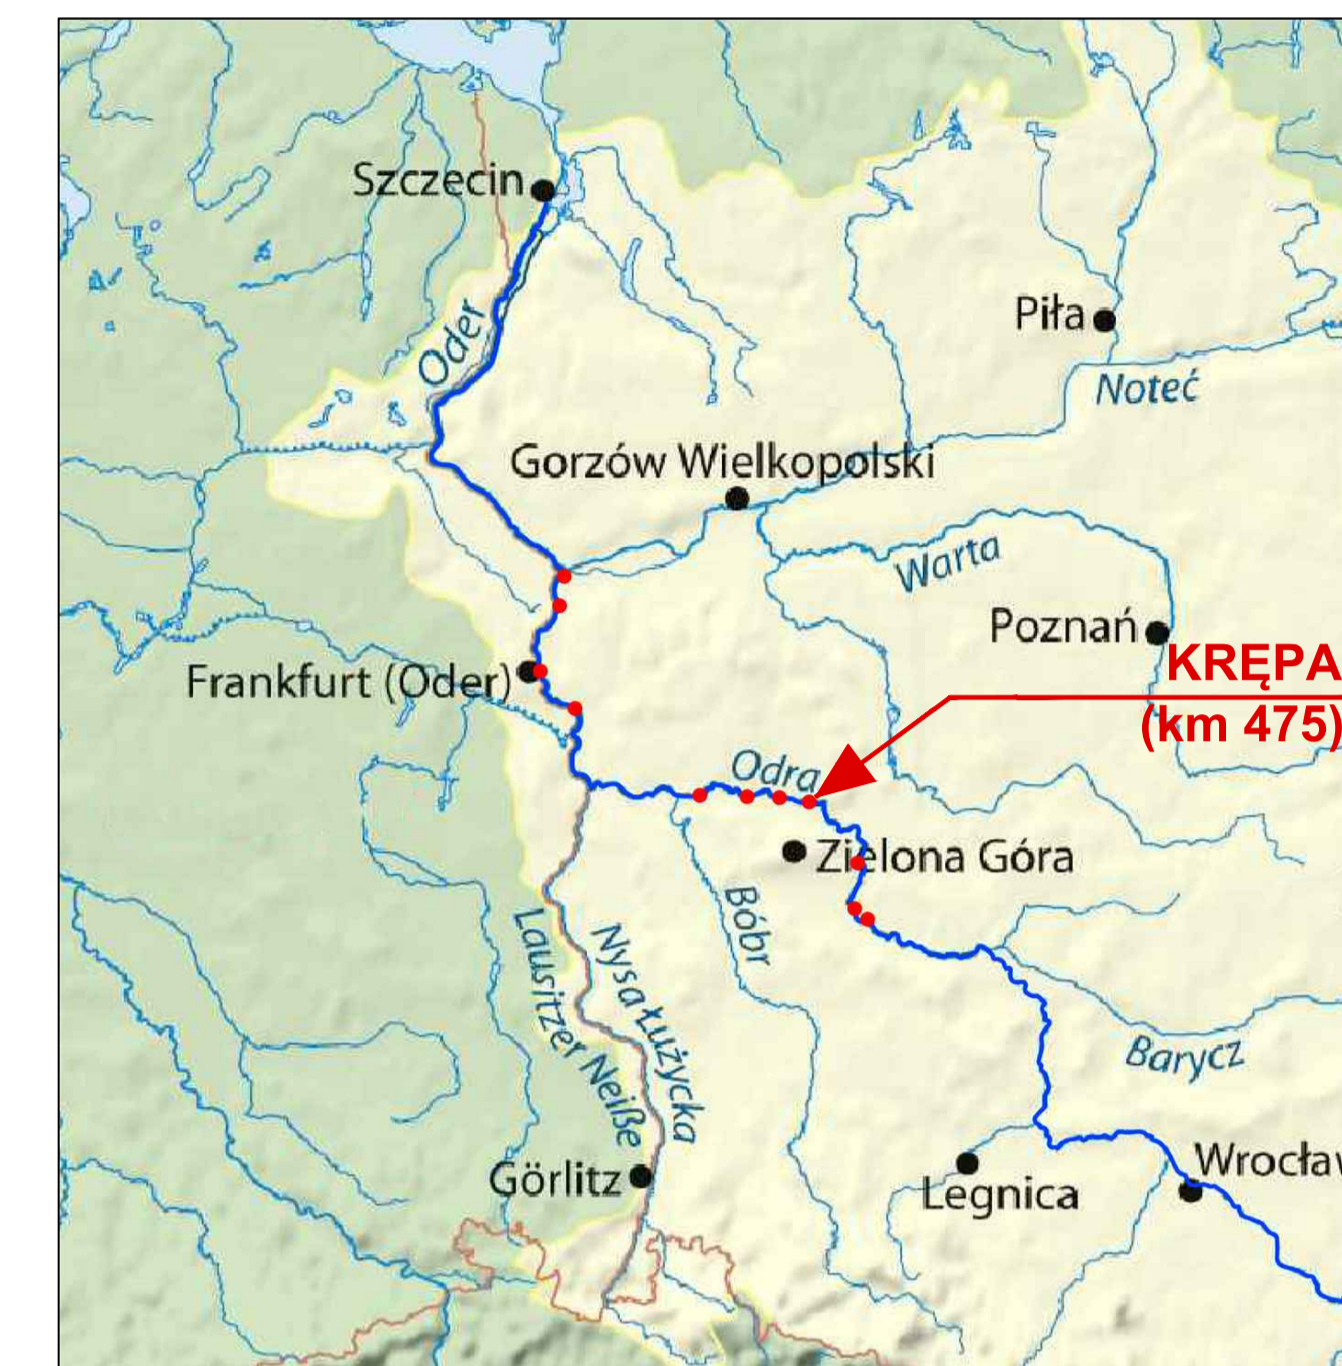 Szczecin
Oder
Piła
Noteć
Gorzów Wielkopolski
Warta
Poznań
KRĘPA
(km 475)
Frankfurt (Oder)
Odra
Zielona Góra
Bóbr
Lausitzer Neiße
Nysa Łużycka
Barycz
Görlitz
Legnica
Wrocław